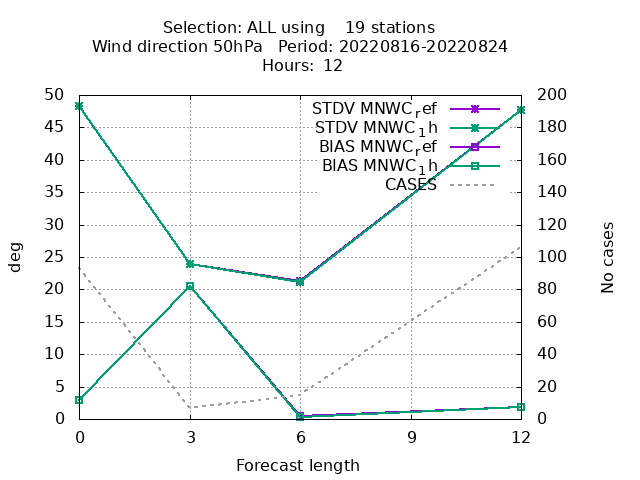 Selection: ALL using    19 stations
Wind direction 50hPa   Period: 20220816-20220824
Hours: 12
STDV MNWC_ref
STDV MNWC_1h
BIAS MNWC_ref
BIAS MNWC_1h
CASES
deg
50
45
40
35
30
25
20
15
10
5
0
No cases
200
180
160
140
120
100
80
60
40
20
0
0 3 6 9 12
Forecast length